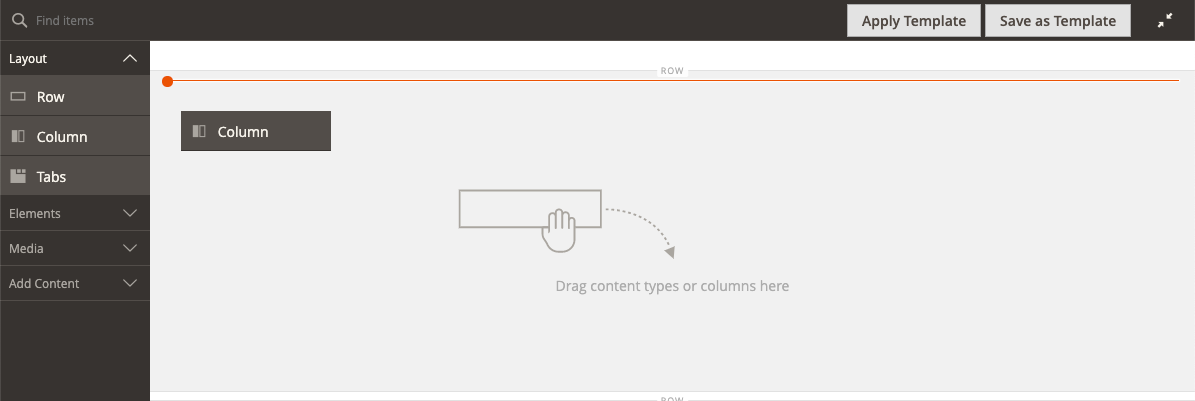 Find items
Apply Template
Save as Template
Layout
ROW
Row
Column
Column
Tabs
Elements
Media
Add Content
Drag content types or columns here
ROW